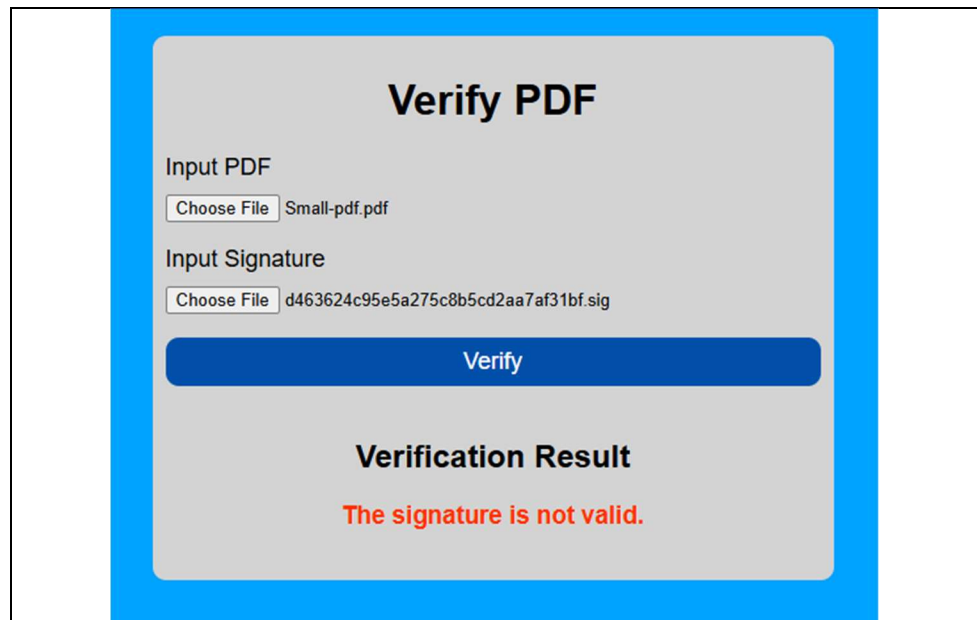 Verify PDF
Input PDF
Choose File Small-pdf.pdf
Input Signature
Choose File d463624c95e5a275c8b5cd2aa7af31bf.sig
Verify
Verification Result
The signature is not valid.